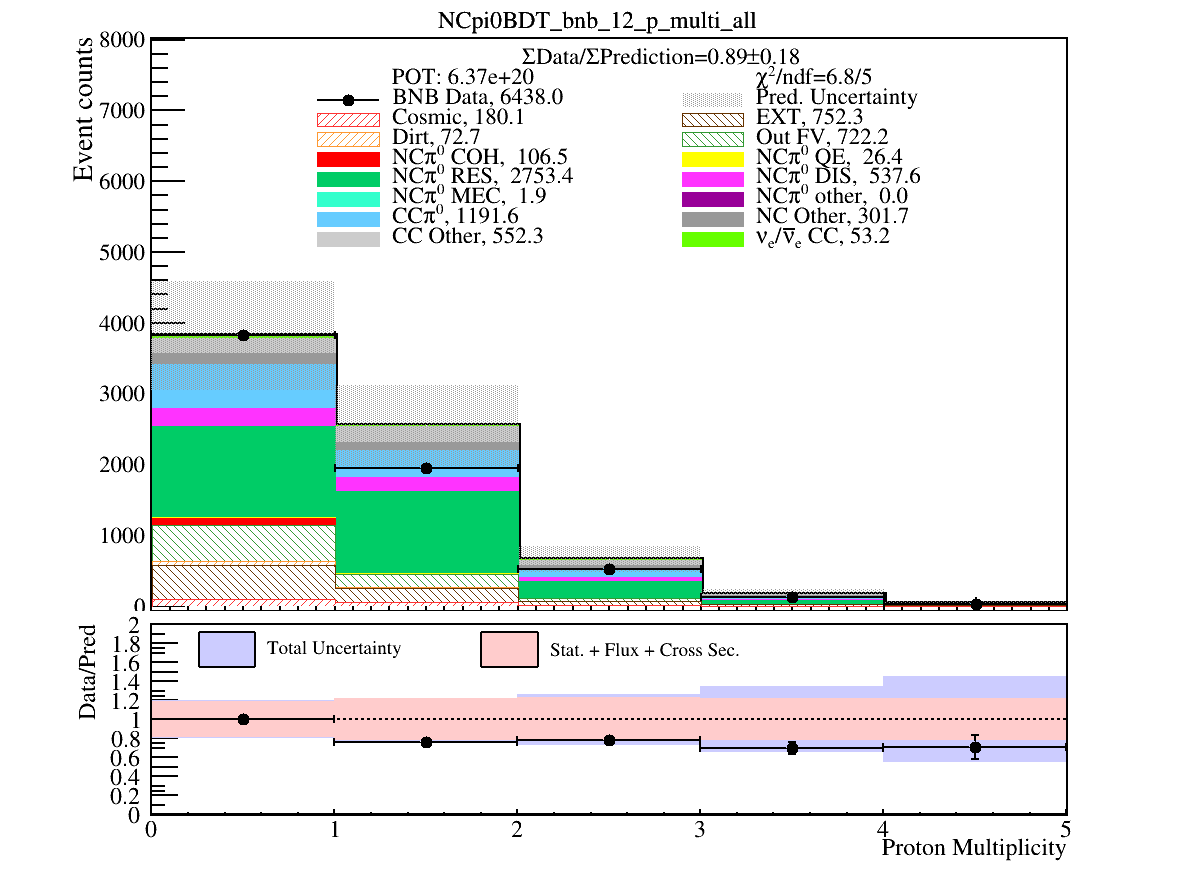 NCpi0BDT_bnb_12_p_multi_all
ΣData/ΣPrediction=0.89±0.18
POT: 6.37e+20
χ²/ndf=6.8/5
BNB Data, 6438.0
Pred. Uncertainty
Cosmic, 180.1
EXT, 752.3
Dirt, 72.7
Out FV, 722.2
NCπ⁰ COH, 106.5
NCπ⁰ QE, 26.4
NCπ⁰ RES, 2753.4
NCπ⁰ DIS, 537.6
NCπ⁰ MEC, 1.9
NCπ⁰ other, 0.0
CCπ⁰, 1191.6
NC Other, 301.7
CC Other, 552.3
νₑ/ν̅ₑ CC, 53.2
Event counts
8000
7000
6000
5000
4000
3000
2000
1000
0
Total Uncertainty
Stat. + Flux + Cross Sec.
Data/Pred
2
1.8
1.6
1.4
1.2
1
0.8
0.6
0.4
0.2
0
0 1 2 3 4 5
Proton Multiplicity